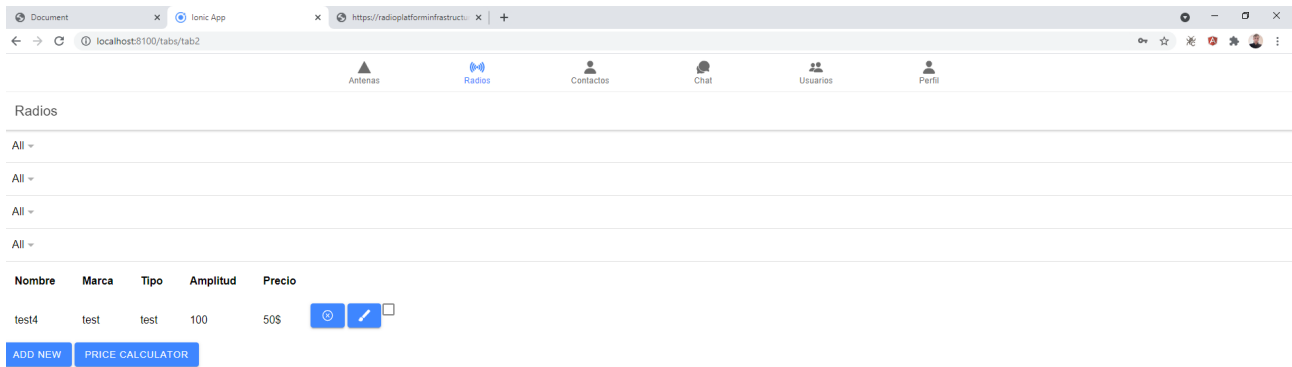 Document
Ionic App
https://radioplatforminfrastructu
localhost:8100/tabs/tab2
Antenas Radios Contactos Chat Usuarios Perfil
Radios
All
All
All
All
Nombre Marca Tipo Amplitud Precio
test4 test test 100 50$
ADD NEW PRICE CALCULATOR